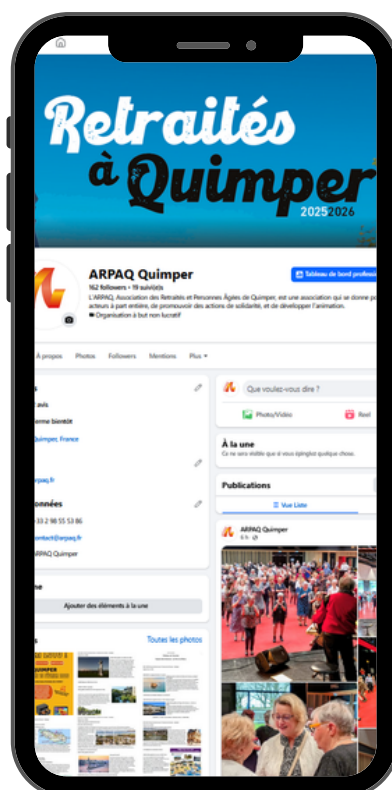 Retraités
à Quimper
20252026
ARPAQ Quimper
162 followers • 19 suivi(e)s
L'ARPAQ, Association des Retraités et Personnes Âgées de Quimper, est une association qui se donne po
acteurs à part entière, de promouvoir des actions de solidarité, et de développer l'animation.
Organisation à but non lucratif
Tableau de bord profession
À propos
Photos
Followers
Mentions
Plus
avis
erme bientôt
Quimper, France
arpaq.fr
onnées
33 2 98 55 53 86
contact@arpaq.fr
ARPAQ Quimper
ne
Ajouter des éléments à la une
s
Toutes les photos
Que voulez-vous dire ?
Photo/Vidéo
Reel
À la une
Ce ne sera visible que si vous épinglez quelque chose.
Publications
Vue Liste
ARPAQ Quimper
6 h